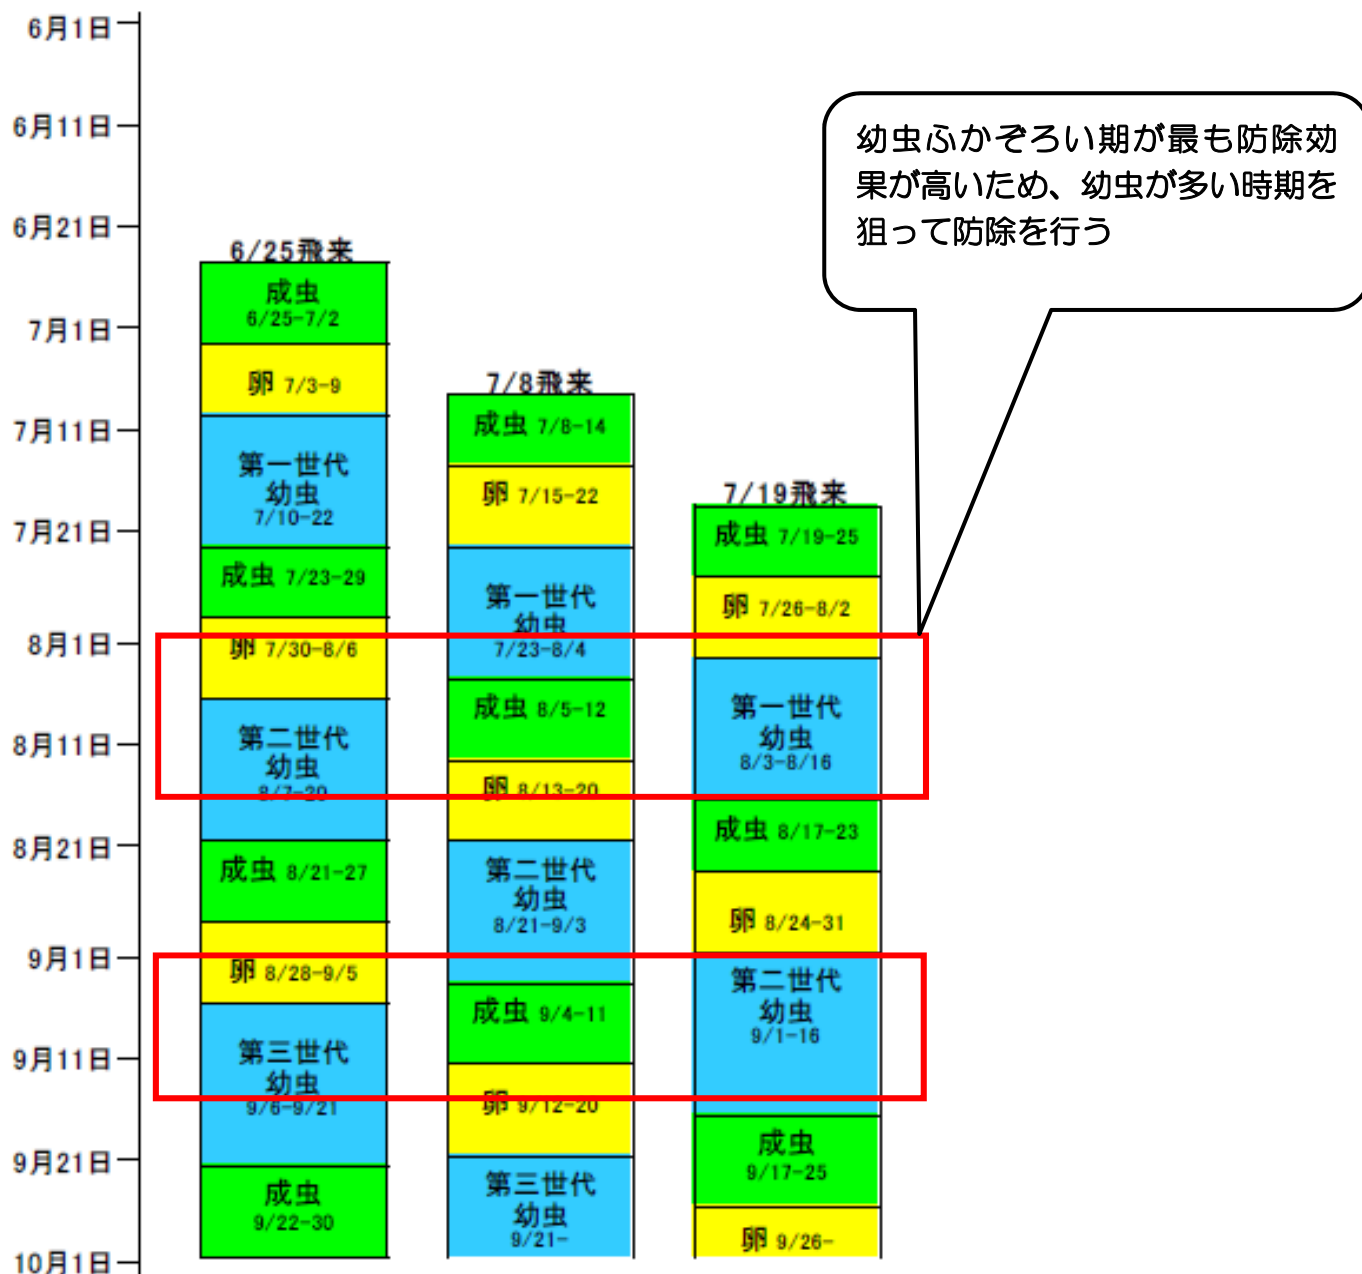 6月1日
6月11日
6月21日
7月1日
7月11日
7月21日
8月1日
8月11日
8月21日
9月1日
9月11日
9月21日
10月1日
6/25飛来
成虫
6/25-7/2
卵 7/3-9
第一世代
幼虫
7/10-22
成虫 7/23-29
卵 7/30-8/6
第二世代
幼虫
8/7-20
成虫 8/21-27
卵 8/28-9/5
第三世代
幼虫
9/6-9/21
成虫
9/22-30
7/8飛来
成虫 7/8-14
卵 7/15-22
第一世代
幼虫
7/23-8/4
成虫 8/5-12
卵 8/13-20
第二世代
幼虫
8/21-9/3
成虫 9/4-11
卵 9/12-20
第三世代
幼虫
9/21-
7/19飛来
成虫 7/19-25
卵 7/26-8/2
第一世代
幼虫
8/3-8/16
成虫 8/17-23
卵 8/24-31
第二世代
幼虫
9/1-16
成虫
9/17-25
卵 9/26-
幼虫ふかぞろい期が最も防除効
果が高いため、幼虫が多い時期を
狙って防除を行う